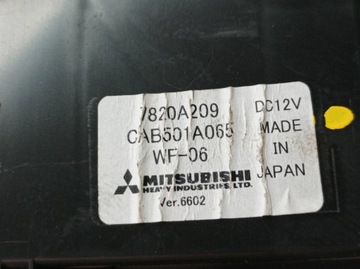 7820A209 DC12V
CAB501A065 MADE
WF-06 IN
MITSUBISHI JAPAN
HEAVY INDUSTRIES, LTD.
Ver.6602